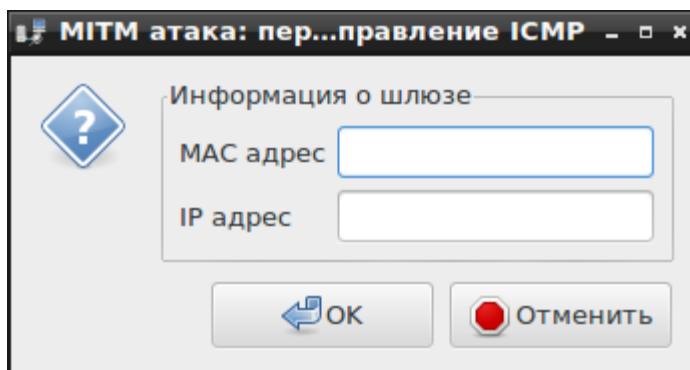 MITM атака: пер...правление ICMP
Информация о шлюзе
MAC адрес
IP адрес
OK
Отменить